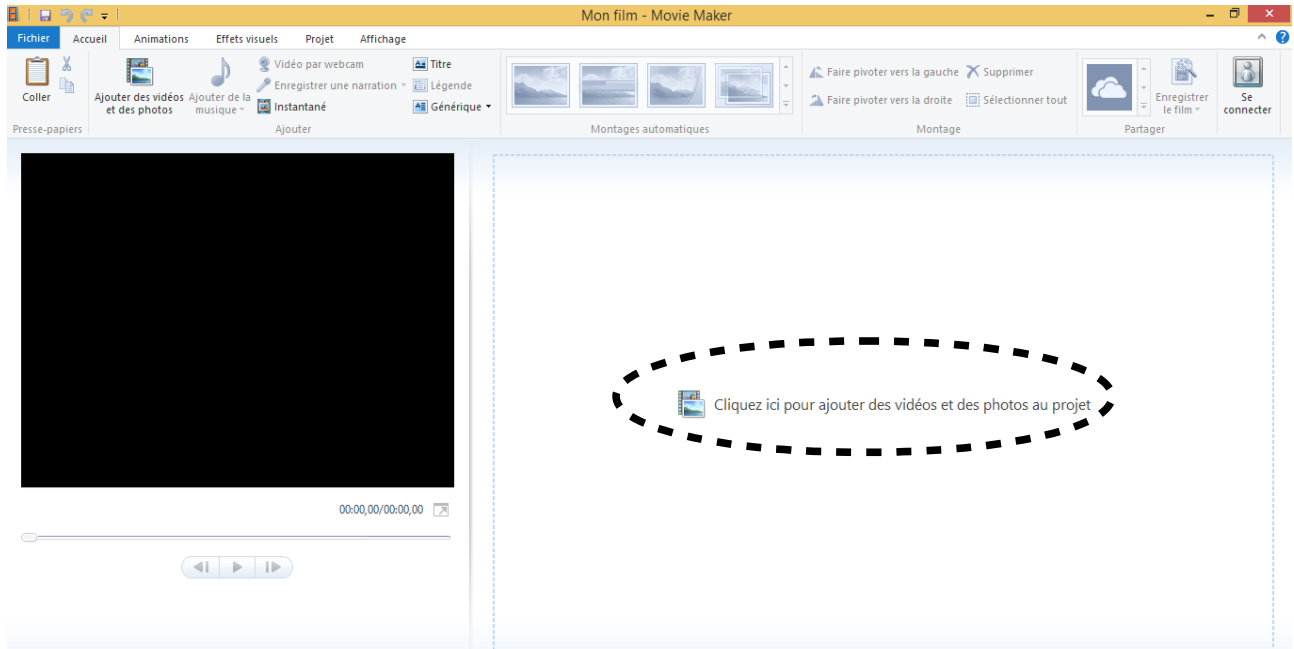 Mon film - Movie Maker
Fichier Accueil Animations Effets visuels Projet Affichage
Coller
Presse-papiers
Ajouter des vidéos
et des photos
Ajouter de la
musique
Vidéo par webcam
Enregistrer une narration
Instantané
Titre
Légende
Générique
Ajouter
Montages automatiques
Faire pivoter vers la gauche
Faire pivoter vers la droite
Supprimer
Sélectionner tout
Montage
Enregistrer
le film
Partager
Se
connecter
Cliquez ici pour ajouter des vidéos et des photos au projet
00:00,00/00:00,00